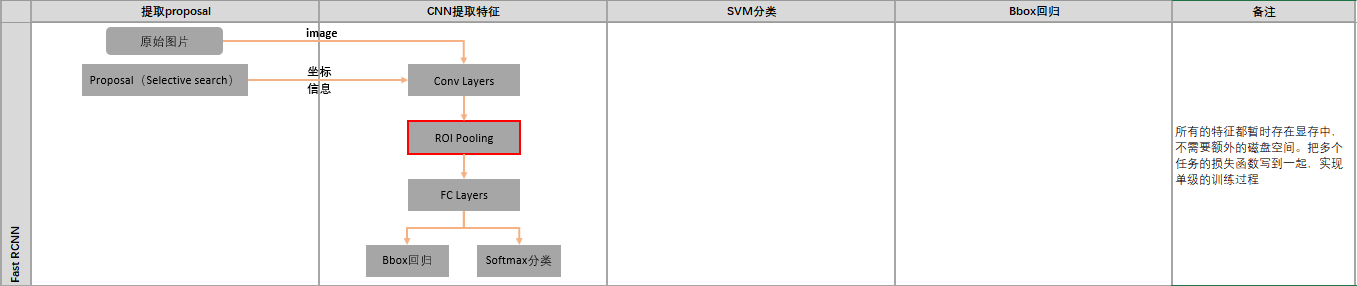 提取proposal
CNN提取特征
SVM分类
Bbox回归
备注
Fast RCNN
原始图片
image
Proposal（Selective search）
坐标
信息
Conv Layers
ROI Pooling
FC Layers
Bbox回归
Softmax分类
所有的特征都暂时存在显存中，
不需要额外的磁盘空间。把多个
任务的损失函数写到一起，实现
单级的训练过程